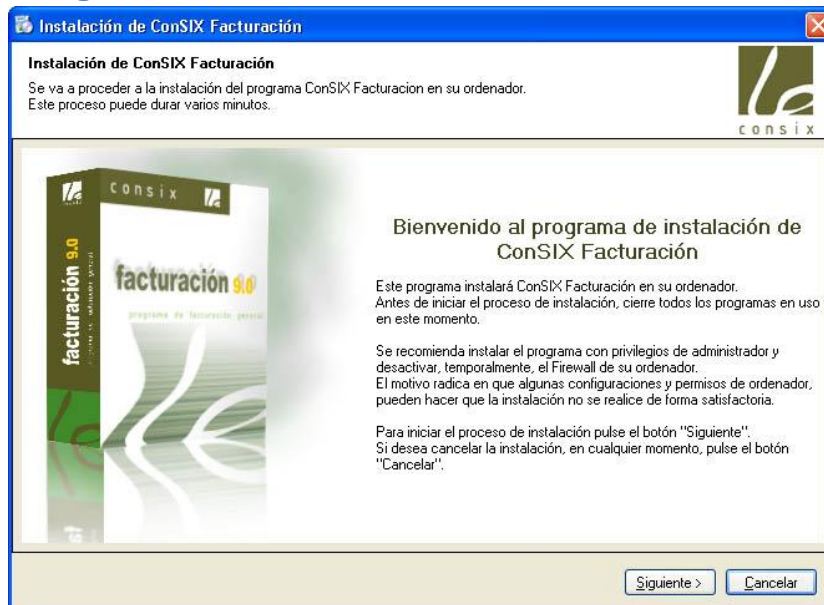 Instalación de ConSIX Facturación
Instalación de ConSIX Facturación
Se va a proceder a la instalación del programa ConSIX Facturacion en su ordenador.
Este proceso puede durar varios minutos.
consix
consix
facturación 9.0
programa de facturación general
facturación 9.0
Bienvenido al programa de instalación de
ConSIX Facturación
Este programa instalará ConSIX Facturación en su ordenador.
Antes de iniciar el proceso de instalación, cierre todos los programas en uso
en este momento.
Se recomienda instalar el programa con privilegios de administrador y
desactivar, temporalmente, el Firewall de su ordenador.
El motivo radica en que algunas configuraciones y permisos de ordenador,
pueden hacer que la instalación no se realice de forma satisfactoria.
Para iniciar el proceso de instalación pulse el botón "Siguiente".
Si desea cancelar la instalación, en cualquier momento, pulse el botón
"Cancelar".
Siguiente >
Cancelar